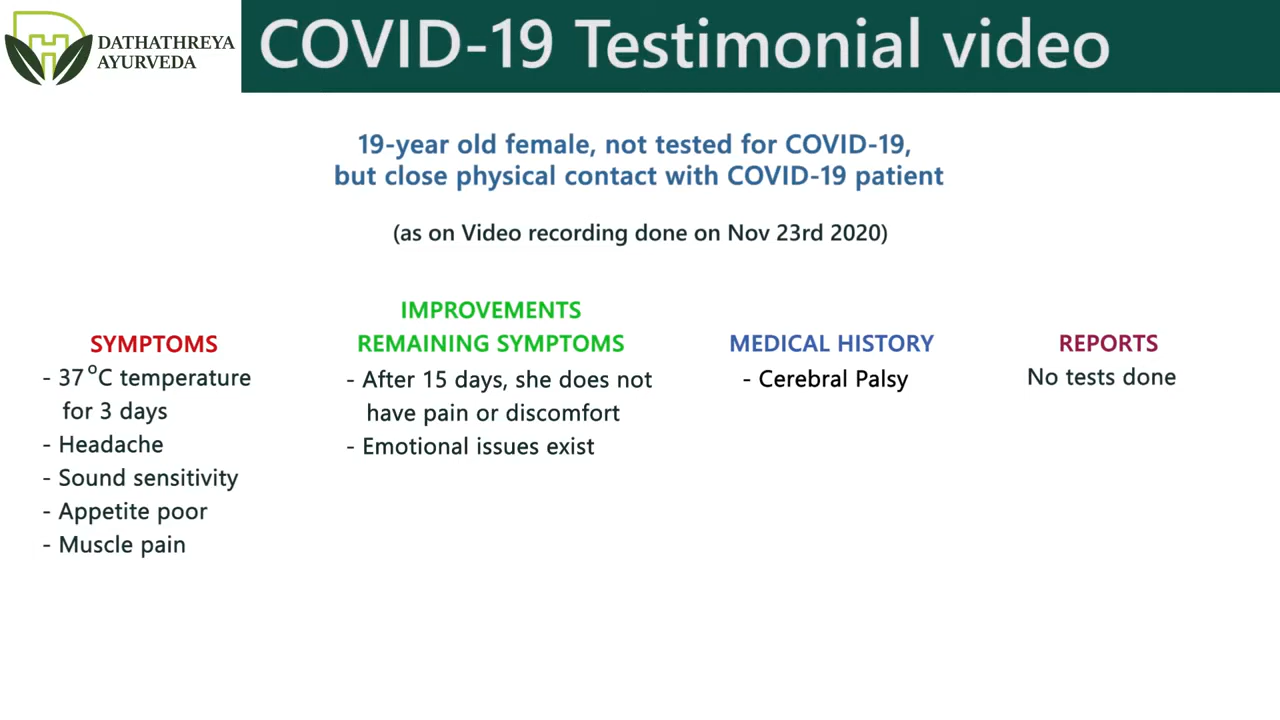 DATHATHREYA
AYURVEDA
COVID-19 Testimonial video
19-year old female, not tested for COVID-19,
but close physical contact with COVID-19 patient
(as on Video recording done on Nov 23rd 2020)
SYMPTOMS
- 37 °C temperature
for 3 days
- Headache
- Sound sensitivity
- Appetite poor
- Muscle pain
IMPROVEMENTS
REMAINING SYMPTOMS
- After 15 days, she does not
have pain or discomfort
- Emotional issues exist
MEDICAL HISTORY
- Cerebral Palsy
REPORTS
No tests done